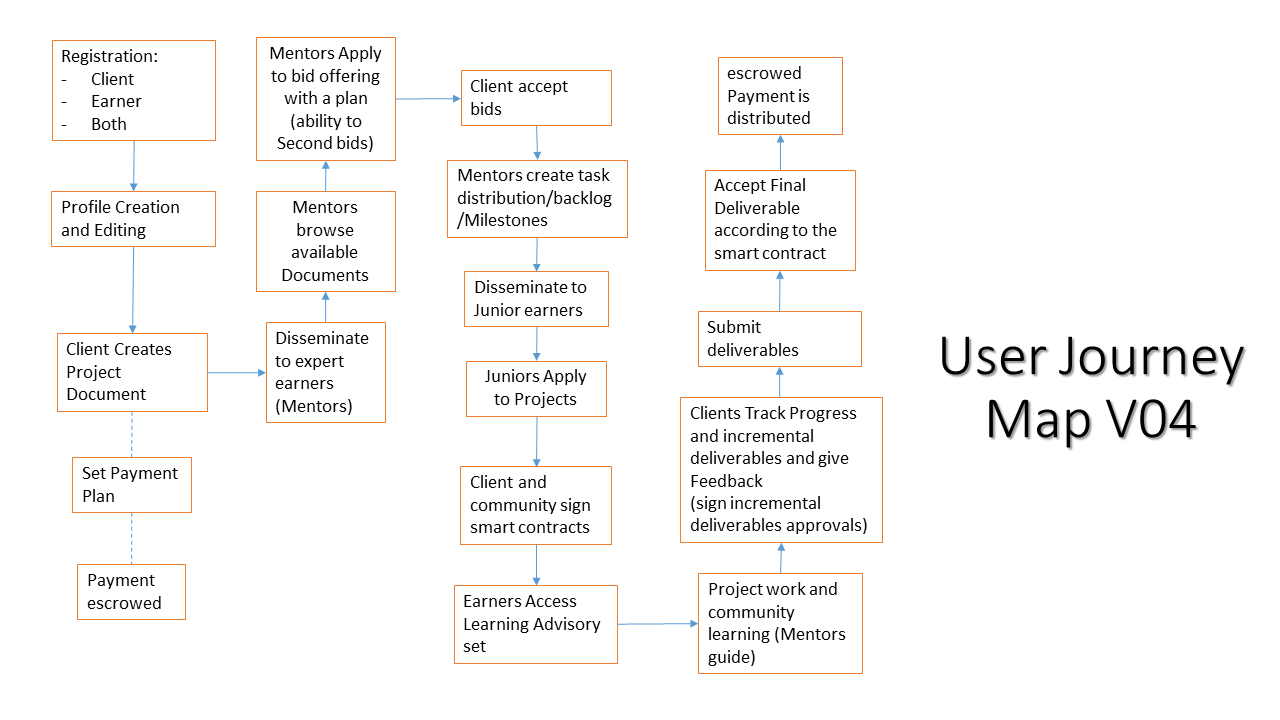 Registration:
- Client
- Earner
- Both
Profile Creation
and Editing
Client Creates
Project
Document
Set Payment
Plan
Payment
escrowed
Disseminate
to expert
earners
(Mentors)
Mentors
browse
available
Documents
Mentors Apply
to bid offering
with a plan
(ability to
Second bids)
Client accept
bids
Mentors create task
distribution/backlog
/Milestones
Disseminate to
Junior earners
Juniors Apply
to Projects
Client and
community sign
smart contracts
Earners Access
Learning Advisory
set
Project work and
community
learning (Mentors
guide)
Clients Track Progress
and incremental
deliverables and give
Feedback
(sign incremental
deliverables approvals)
Submit
deliverables
Accept Final
Deliverable
according to the
smart contract
escrowed
Payment is
distributed
User Journey
Map V04